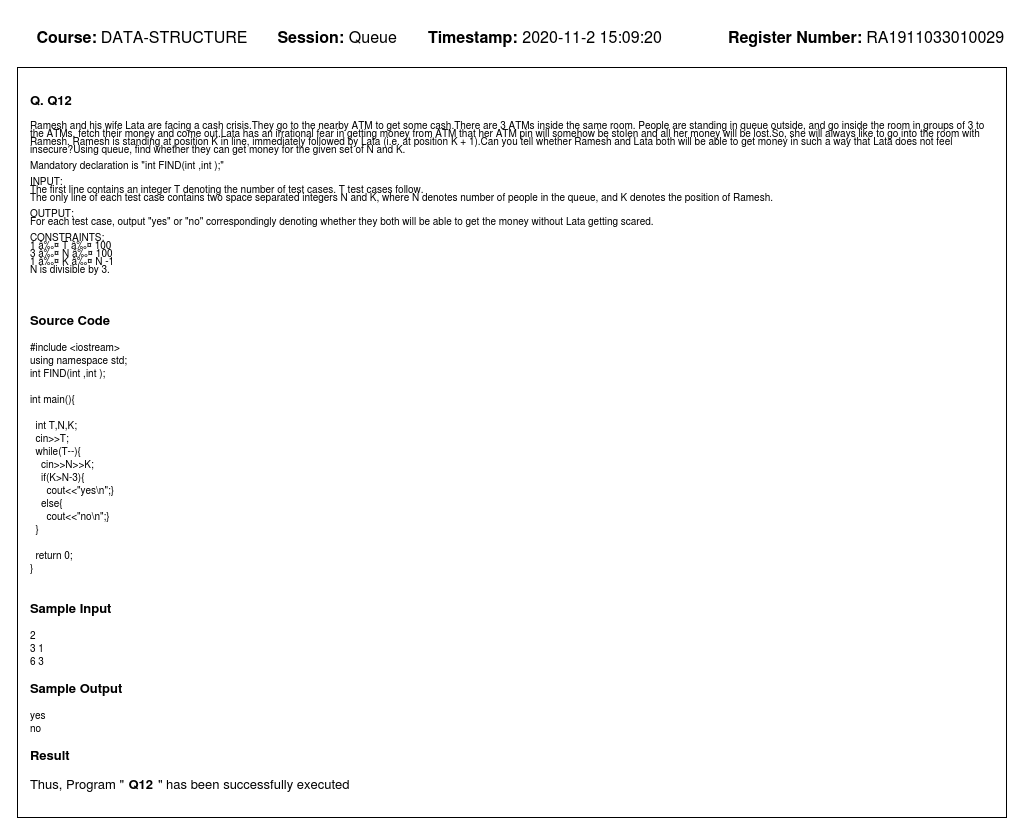 Course: DATA-STRUCTURE Session: Queue Timestamp: 2020-11-2 15:09:20 Register Number: RA1911033010029
Q. Q12
Ramesh and his wife Lata are facing a cash crisis.They go to the nearby ATM to get some cash.There are 3 ATMs inside the same room. People are standing in queue outside, and go inside the room in groups of 3 to
the ATMs, fetch their money and come out.Lata has an irrational fear in getting money from ATM that her ATM pin will somehow be stolen and all her money will be lost.So, she will always like to go into the room with
Ramesh. Ramesh is standing at position K in line, immediately followed by Lata (i.e. at position K + 1).Can you tell whether Ramesh and Lata both will be able to get money in such a way that Lata does not feel
insecure?Using queue, find whether they can get money for the given set of N and K.
Mandatory declaration is "int FIND(int ,int );"
INPUT:
The first line contains an integer T denoting the number of test cases. T test cases follow.
The only line of each test case contains two space separated integers N and K, where N denotes number of people in the queue, and K denotes the position of Ramesh.
OUTPUT:
For each test case, output "yes" or "no" correspondingly denoting whether they both will be able to get the money without Lata getting scared.
CONSTRAINTS:
1 â‰¤ T â‰¤ 100
3 â‰¤ N â‰¤ 100
1 â‰¤ K â‰¤ N -1
N is divisible by 3.
Source Code
#include <iostream>
using namespace std;
int FIND(int ,int );
int main(){
int T,N,K;
cin>>T;
while(T--){
cin>>N>>K;
if(K>N-3){
cout<<"yes\n";}
else{
cout<<"no\n";}
}
return 0;
}
Sample Input
2
3 1
6 3
Sample Output
yes
no
Result
Thus, Program " Q12 " has been successfully executed